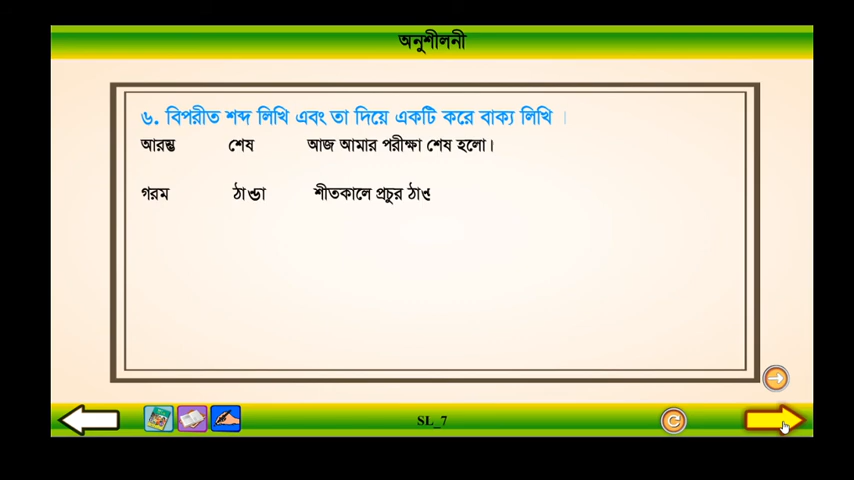 অনুশীলনী
৬. বিপরীত শব্দ লিখি এবং তা দিয়ে একটি করে বাক্য লিখি।
আরম্ভ শেষ আজ আমার পরীক্ষা শেষ হলো।
গরম ঠাণ্ডা শীতকালে প্রচুর
SL_7